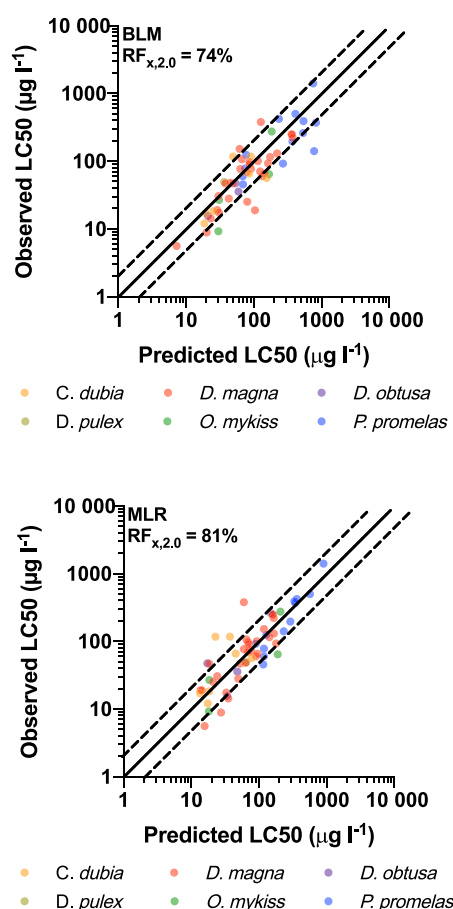 10 000
BLM
RFx,2.0 = 74%
1000
100
10
1
Observed LC50 (µg l-1)
1 10 100 1000 10 000
Predicted LC50 (µg l-1)
C. dubia D. magna D. obtusa
D. pulex O. mykiss P. promelas
10 000
MLR
RFx,2.0 = 81%
1000
100
10
1
Observed LC50 (µg l-1)
1 10 100 1000 10 000
Predicted LC50 (µg l-1)
C. dubia D. magna D. obtusa
D. pulex O. mykiss P. promelas